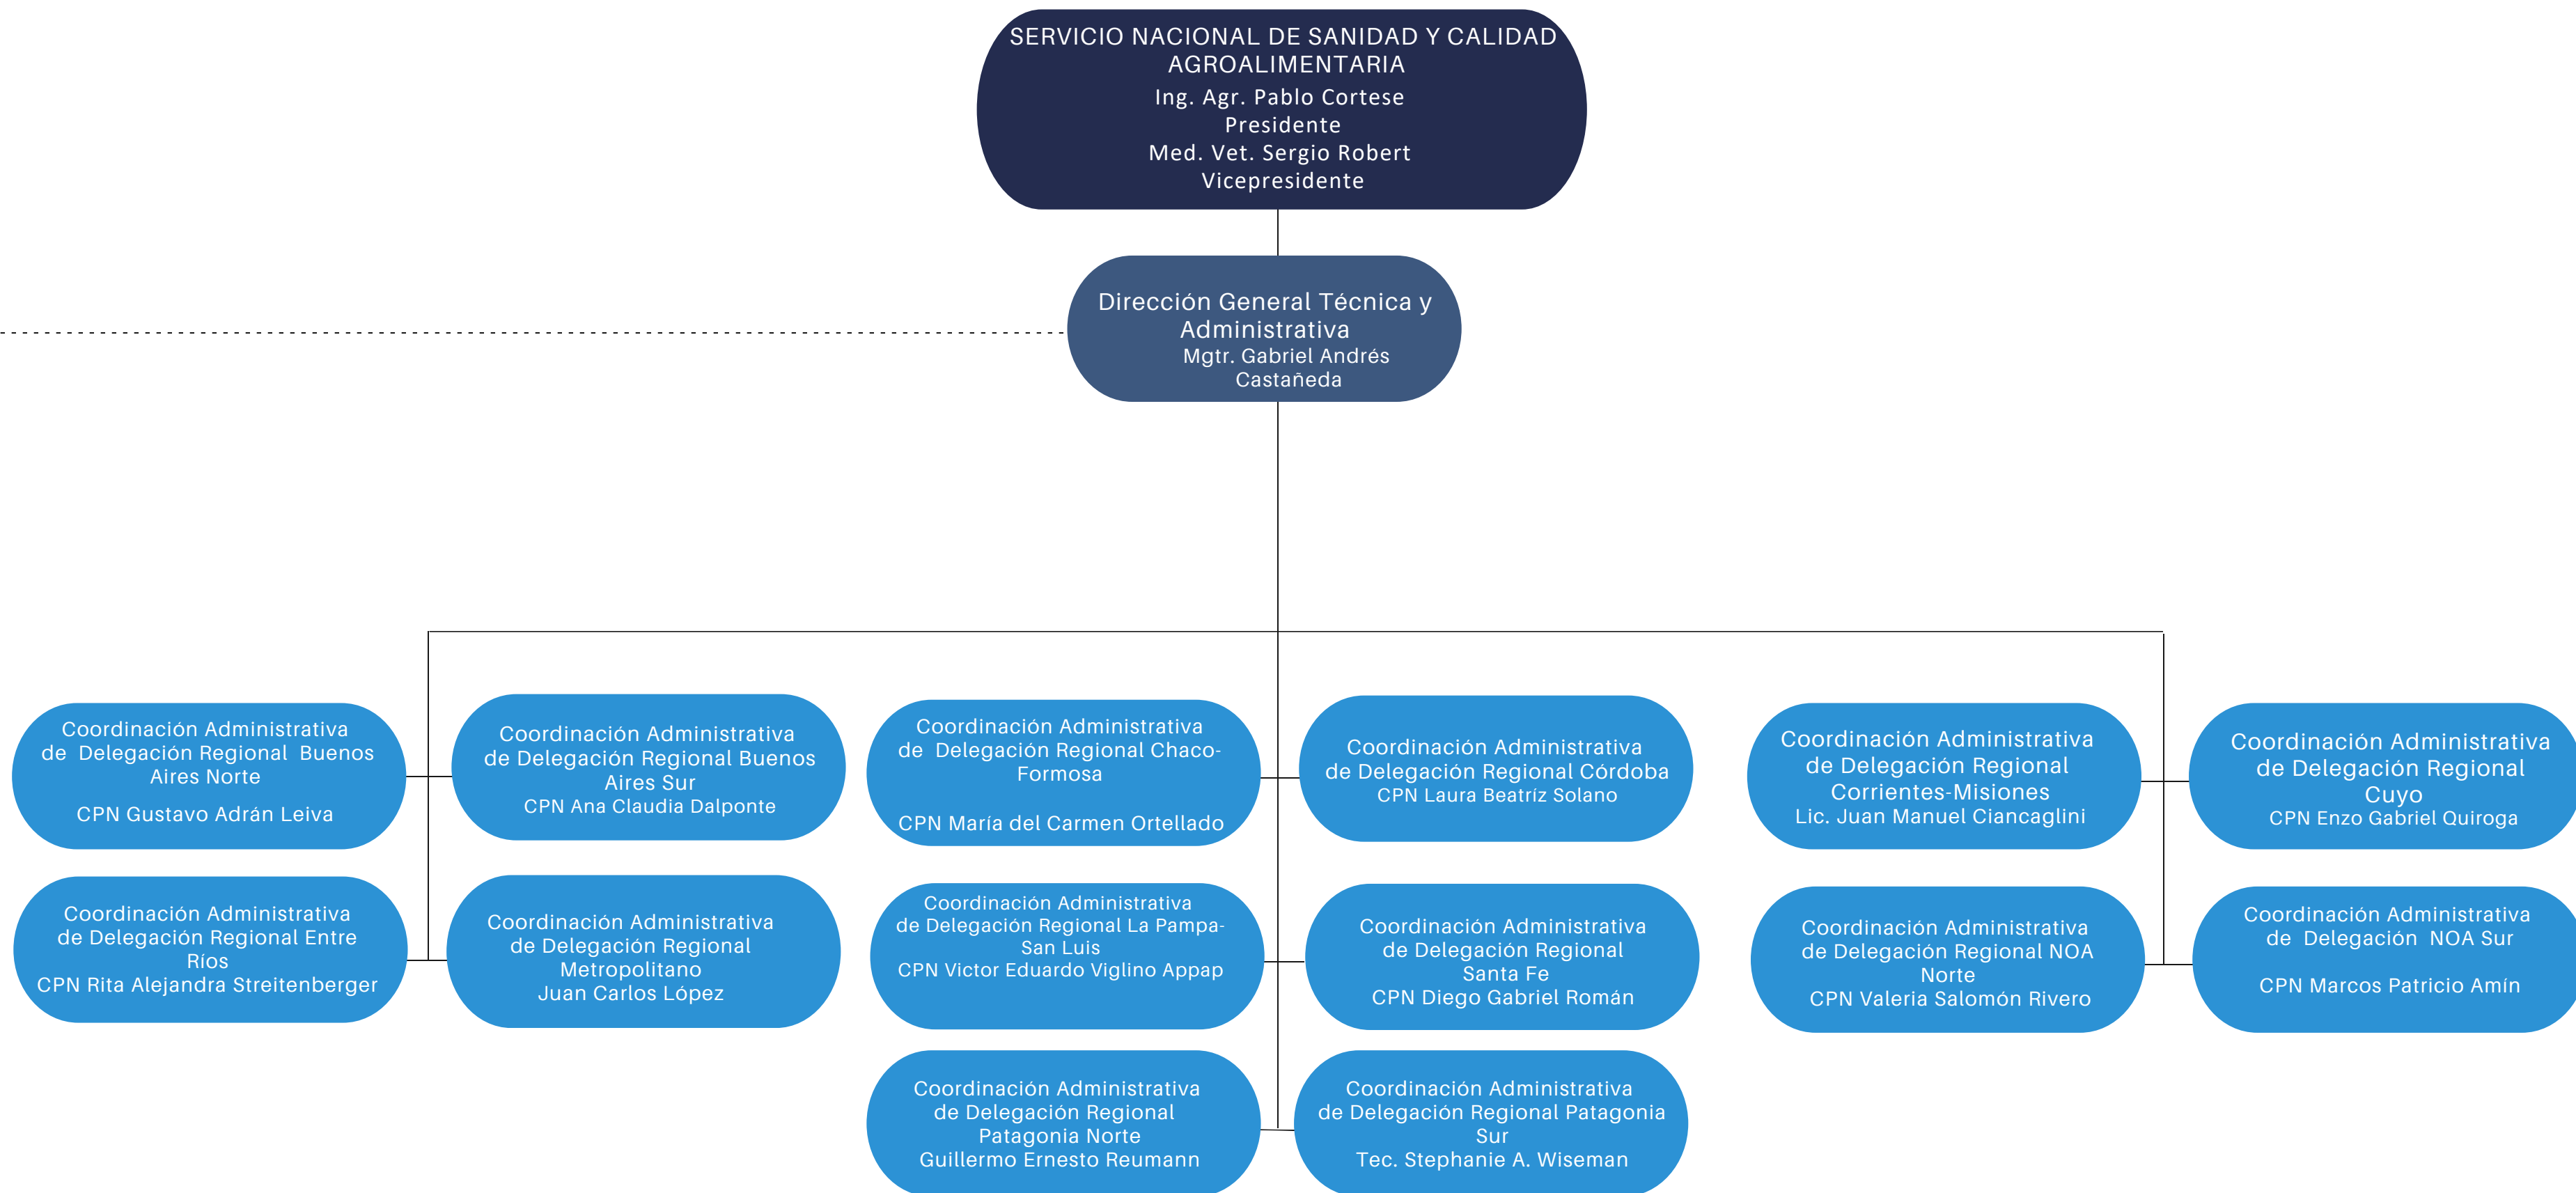 SERVICIO NACIONAL DE SANIDAD Y CALIDAD
AGROALIMENTARIA
Ing. Agr. Pablo Cortese
Presidente
Med. Vet. Sergio Robert
Vicepresidente
Dirección General Técnica y
Administrativa
Mgtr. Gabriel Andrés
Castañeda
Coordinación Administrativa
de Delegación Regional Buenos
Aires Norte
CPN Gustavo Adrán Leiva
Coordinación Administrativa
de Delegación Regional Buenos
Aires Sur
CPN Ana Claudia Dalponte
Coordinación Administrativa
de Delegación Regional Chaco-
Formosa
CPN María del Carmen Ortellado
Coordinación Administrativa
de Delegación Regional Córdoba
CPN Laura Beatríz Solano
Coordinación Administrativa
de Delegación Regional
Corrientes-Misiones
Lic. Juan Manuel Ciancaglini
Coordinación Administrativa
de Delegación Regional
Cuyo
CPN Enzo Gabriel Quiroga
Coordinación Administrativa
de Delegación Regional Entre
Ríos
CPN Rita Alejandra Streitenberger
Coordinación Administrativa
de Delegación Regional
Metropolitano
Juan Carlos López
Coordinación Administrativa
de Delegación Regional La Pampa-
San Luis
CPN Victor Eduardo Viglino Appap
Coordinación Administrativa
de Delegación Regional
Santa Fe
CPN Diego Gabriel Román
Coordinación Administrativa
de Delegación Regional NOA
Norte
CPN Valeria Salomón Rivero
Coordinación Administrativa
de Delegación NOA Sur
CPN Marcos Patricio Amín
Coordinación Administrativa
de Delegación Regional
Patagonia Norte
Guillermo Ernesto Reumann
Coordinación Administrativa
de Delegación Regional Patagonia
Sur
Tec. Stephanie A. Wiseman